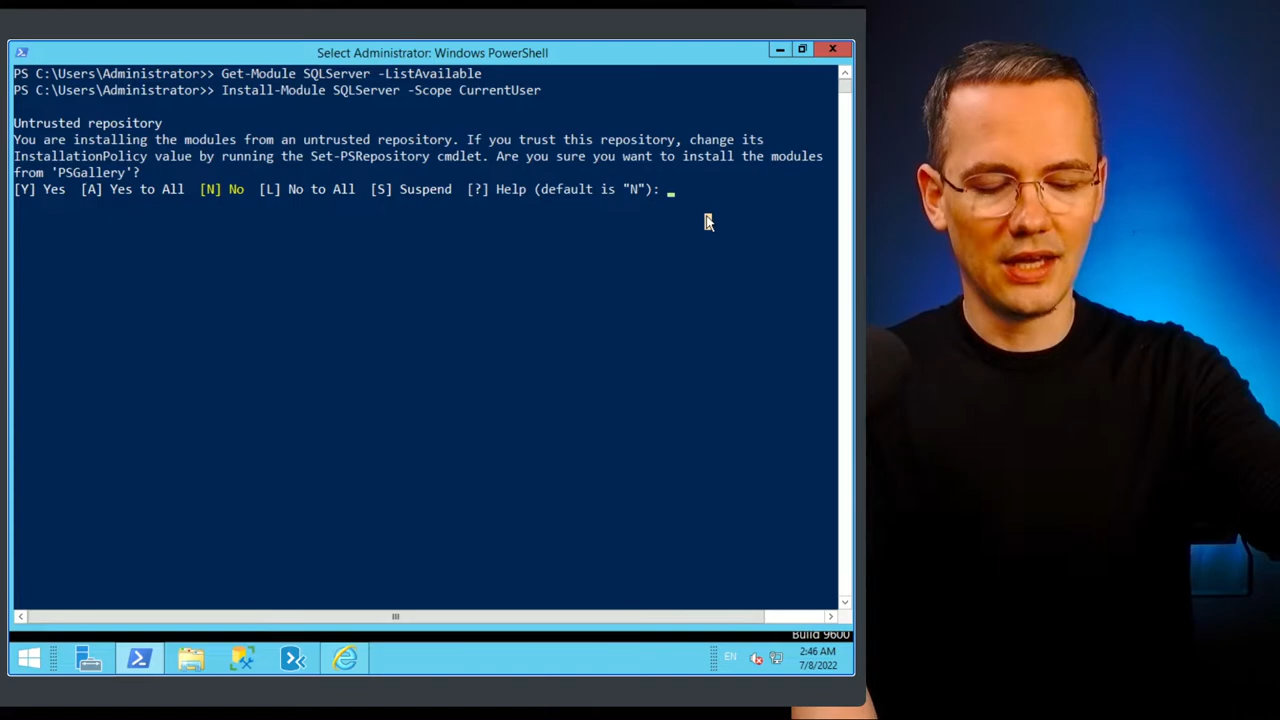 Select Administrator: Windows PowerShell
PS C:\Users\Administrator>> Get-Module SQLServer -ListAvailable
PS C:\Users\Administrator>> Install-Module SQLServer -Scope CurrentUser
Untrusted repository
You are installing the modules from an untrusted repository. If you trust this repository, change its
InstallationPolicy value by running the Set-PSRepository cmdlet. Are you sure you want to install the modules
from 'PSGallery'?
[Y] Yes  [A] Yes to All  [N] No  [L] No to All  [S] Suspend  [?] Help (default is "N"):
Build 9600
EN
2:46 AM
7/8/2022